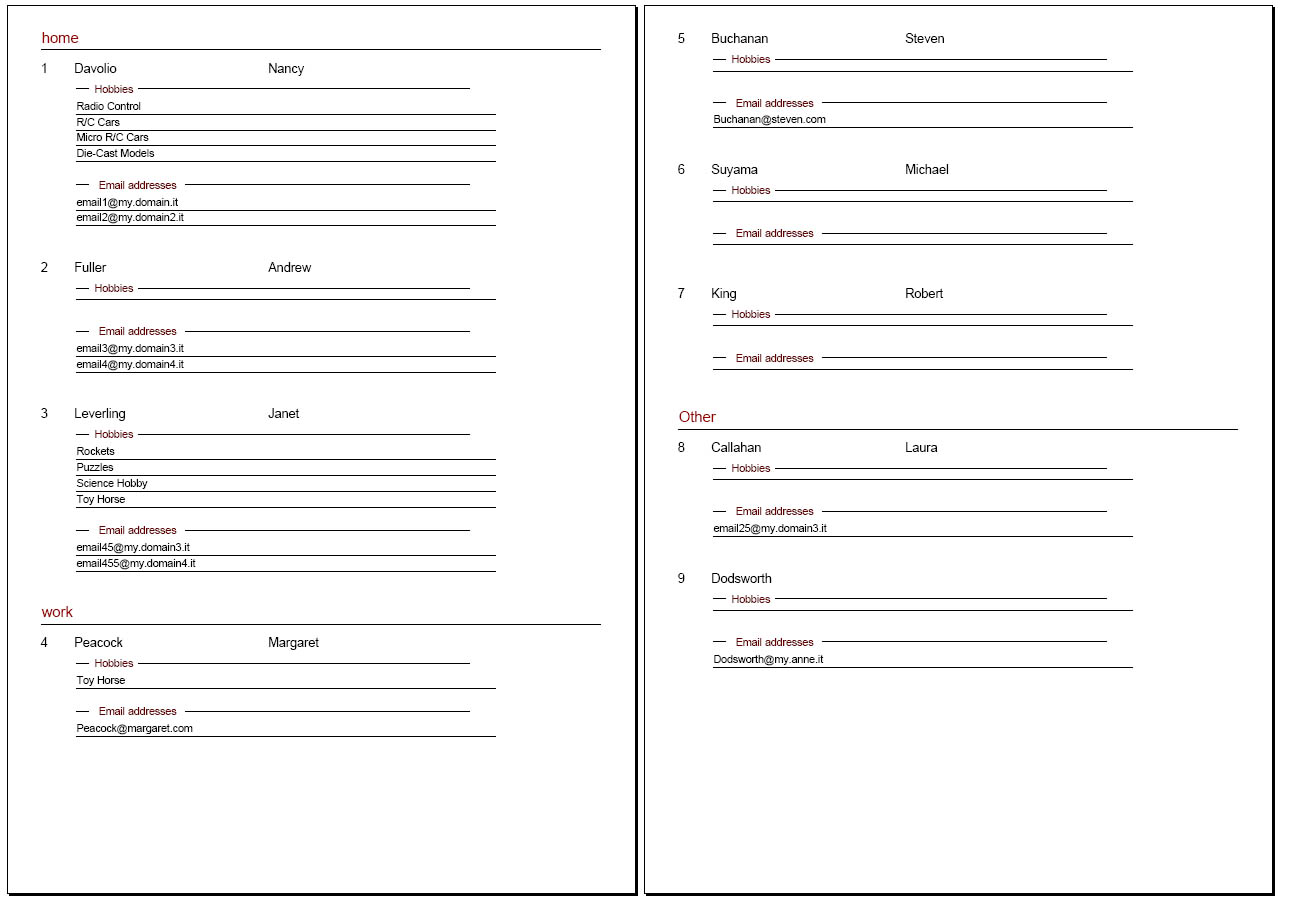 home
1 Davolio Nancy
Hobbies
Radio Control
R/C Cars
Micro R/C Cars
Die-Cast Models
Email addresses
email1@my.domain.it
email2@my.domain2.it
2 Fuller Andrew
Hobbies
Email addresses
email3@my.domain3.it
email4@my.domain4.it
3 Leverling Janet
Hobbies
Rockets
Puzzles
Science Hobby
Toy Horse
Email addresses
email45@my.domain3.it
email455@my.domain4.it
work
4 Peacock Margaret
Hobbies
Toy Horse
Email addresses
Peacock@margaret.com
5 Buchanan Steven
Hobbies
Email addresses
Buchanan@steven.com
6 Suyama Michael
Hobbies
Email addresses
7 King Robert
Hobbies
Email addresses
Other
8 Callahan Laura
Hobbies
Email addresses
email25@my.domain3.it
9 Dodsworth
Hobbies
Email addresses
Dodsworth@my.anne.it